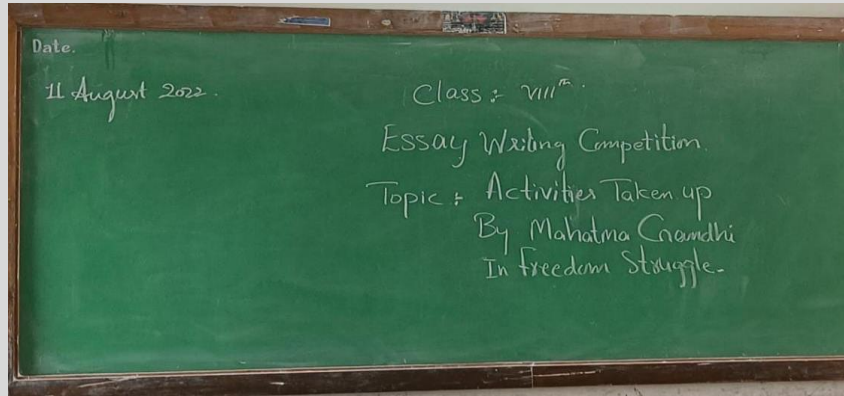 Date.
11 August 2022.
Class :- VIIIth.
Essay Writing Competition.
Topic :- Activities Taken up
By Mahatma Gandhi
In freedom Struggle.